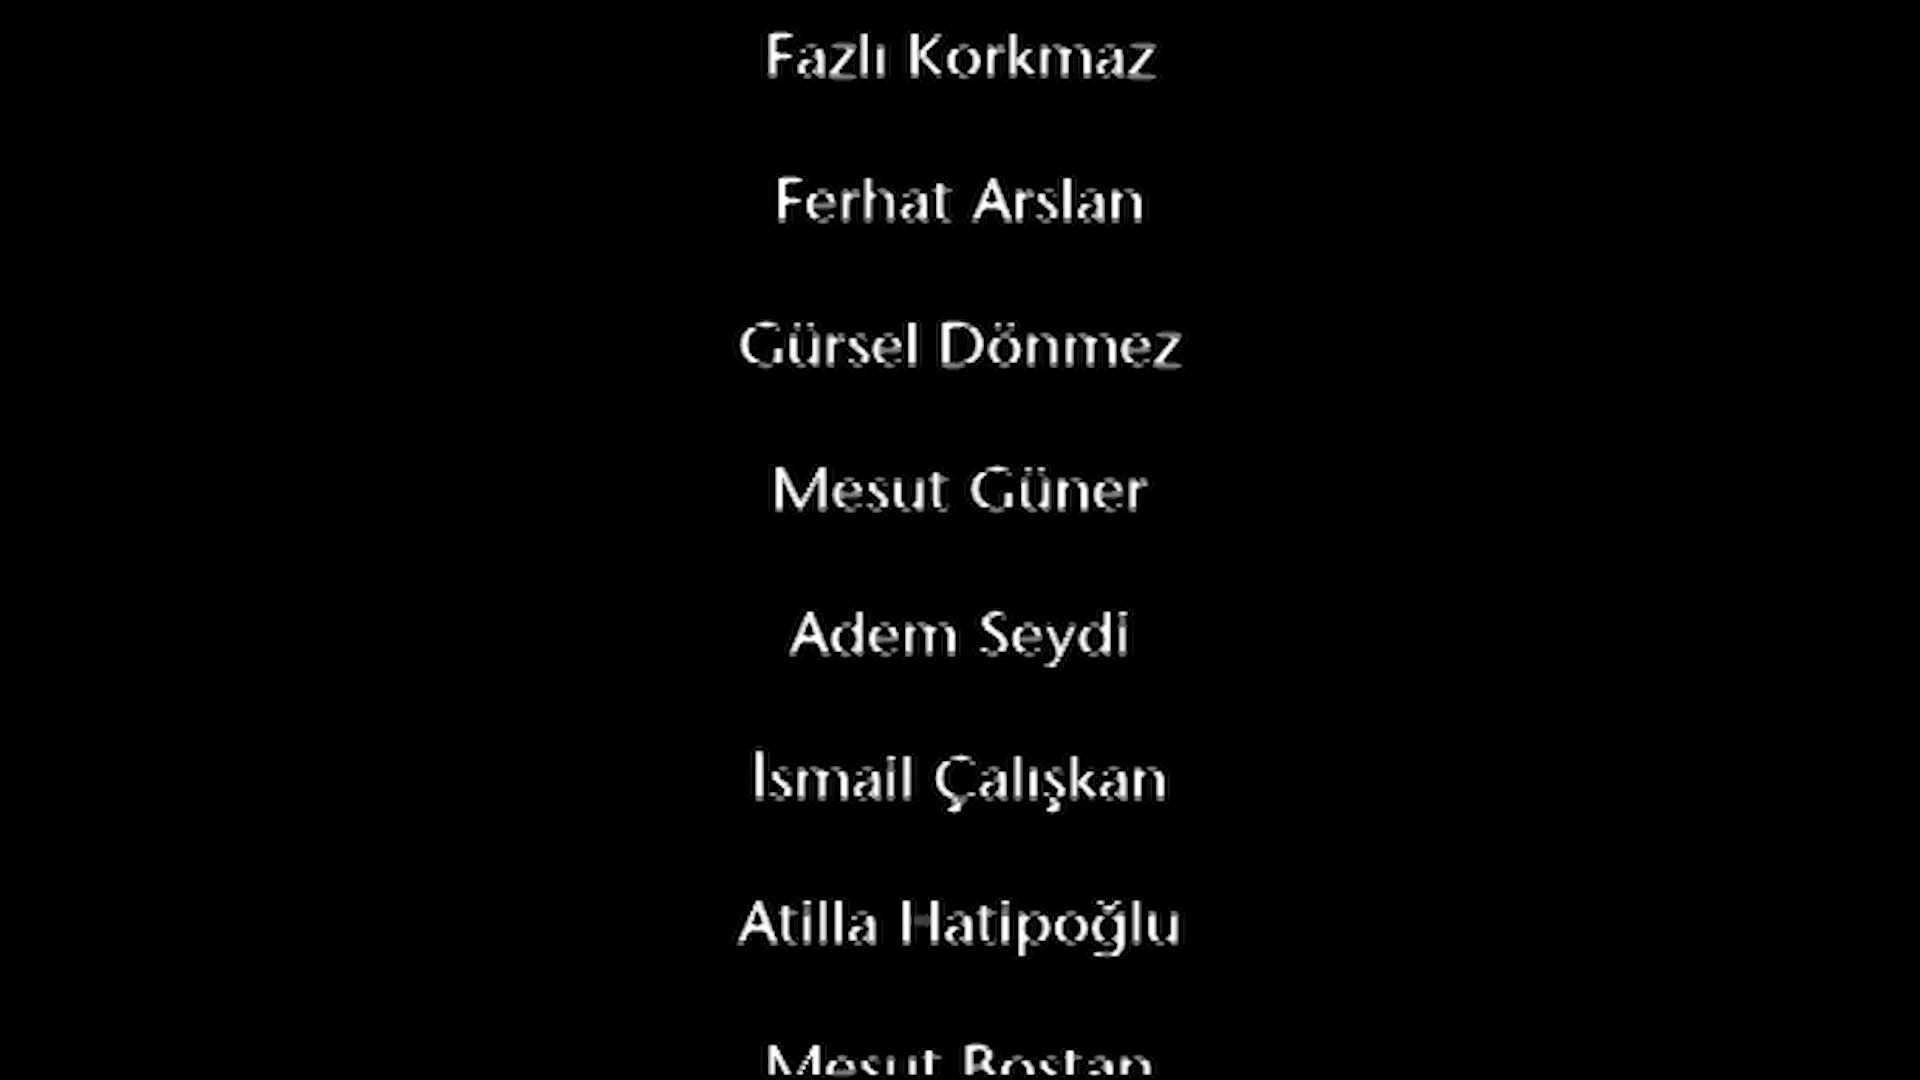 Fazlı Korkmaz
Ferhat Arslan
Gürsel Dönmez
Mesut Güner
Adem Seydi
İsmail Çalışkan
Atilla Hatipoğlu
Mesut Bostan